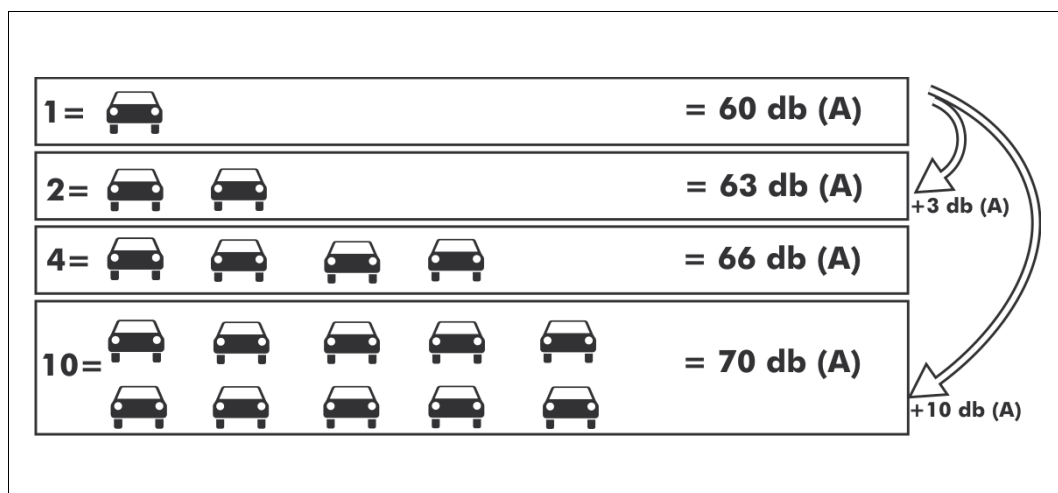 1= = 60 db (A)
2= = 63 db (A)
+3 db (A)
4= = 66 db (A)
10= = 70 db (A)
+10 db (A)